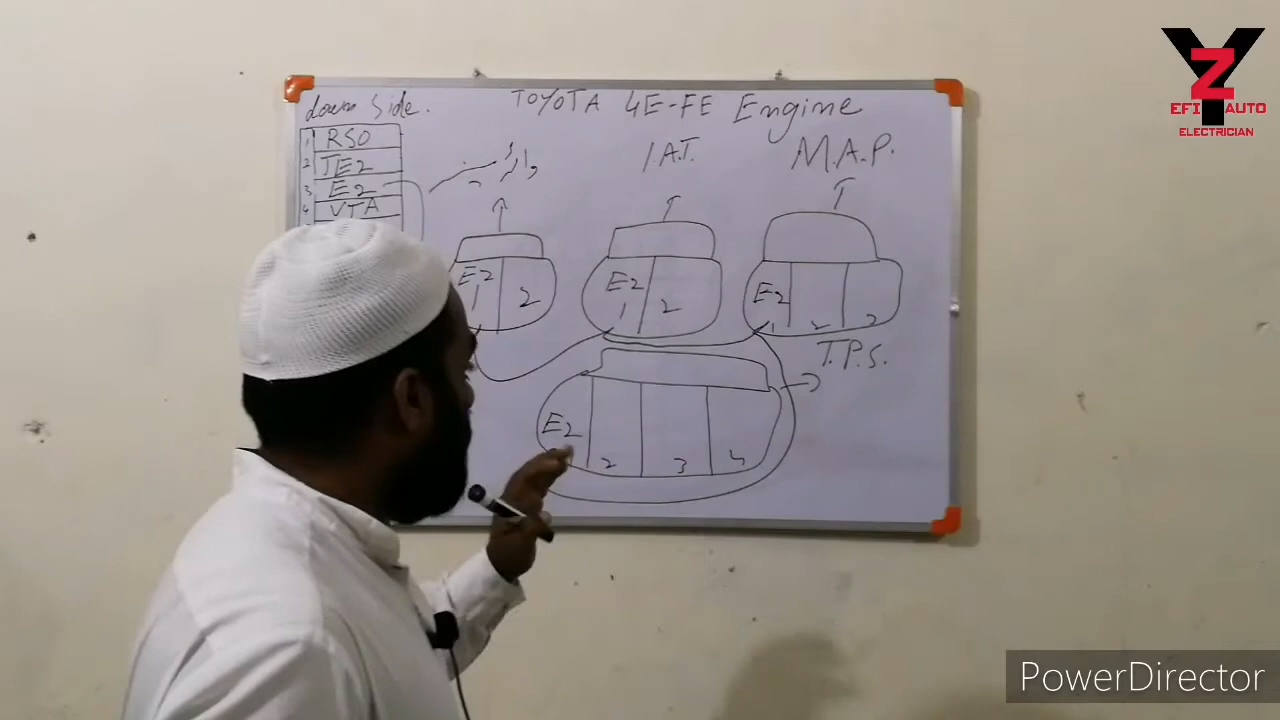 TOYOTA 4E-FE Engine
down Side.
1 RSO
2 TE2
3 E2
4 VTA
I.A.T.
M.A.P.
E2 1 2
E2 1 2
E2 1 2 3
T.P.S.
E2 2 3 4
YZ
EFI AUTO
ELECTRICIAN
PowerDirector